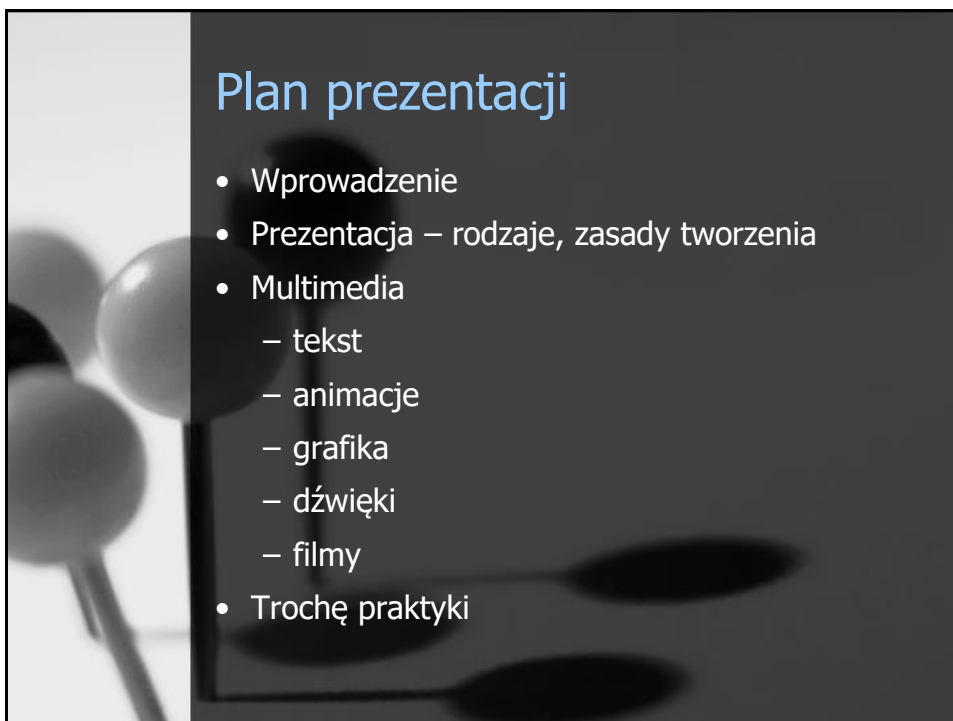 Plan prezentacji
• Wprowadzenie
• Prezentacja – rodzaje, zasady tworzenia
• Multimedia
– tekst
– animacje
– grafika
– dźwięki
– filmy
• Trochę praktyki